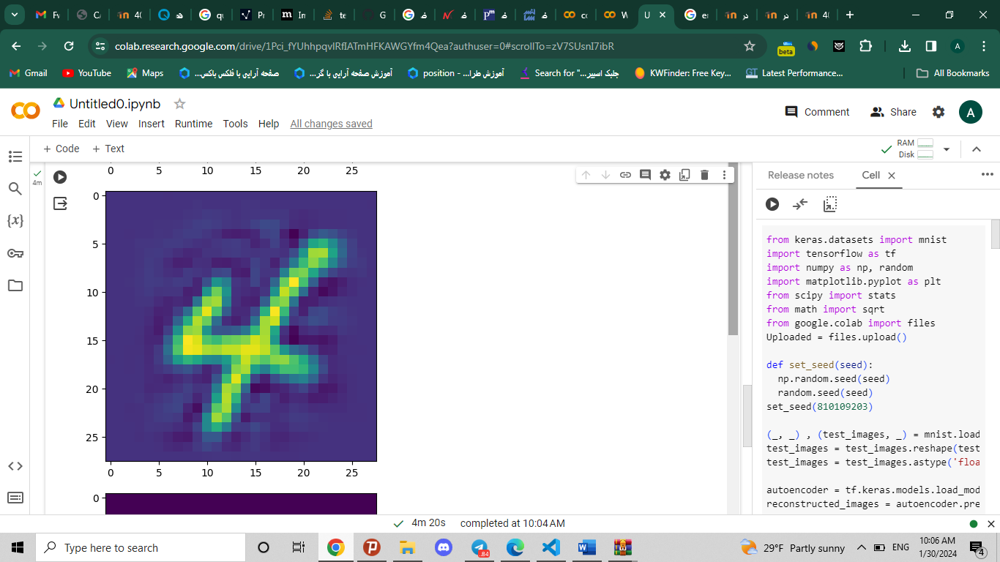 Fv
C
4(
ه
qu
Pr
In
te
G
ف
ف
ف
خ
cc
W
U
eı
در
در
4(
colab.research.google.com/drive/1Pci_fYUhhpqvlRfIATmHFKAWGYfm4Qea?authuser=0#scrollTo=zV7SUsnI7ibR
beta
A
Gmail
YouTube
Maps
صفحه آرایی با فلکس باکس...
آموزش صفحه آرایی با گر...
آموزش طرا... - position
Search for "جلبک اسپیر...
KWFinder: Free Key...
GT Latest Performance...
All Bookmarks
Untitled0.ipynb
File Edit View Insert Runtime Tools Help All changes saved
Comment
Share
A
+ Code + Text
RAM
Disk
4m
0 5 10 15 20 25
0
5
10
15
20
25
0 5 10 15 20 25
0
Release notes
Cell
from keras.datasets import mnist
import tensorflow as tf
import numpy as np, random
import matplotlib.pyplot as plt
from scipy import stats
from math import sqrt
from google.colab import files
Uploaded = files.upload()
def set_seed(seed):
np.random.seed(seed)
random.seed(seed)
set_seed(810109203)
(_, _) , (test_images, _) = mnist.load
test_images = test_images.reshape(test
test_images = test_images.astype('floa
autoencoder = tf.keras.models.load_mod
reconstructed_images = autoencoder.pre
4m 20s completed at 10:04 AM
Type here to search
84
29°F Partly sunny
ENG
10:06 AM
1/30/2024
4